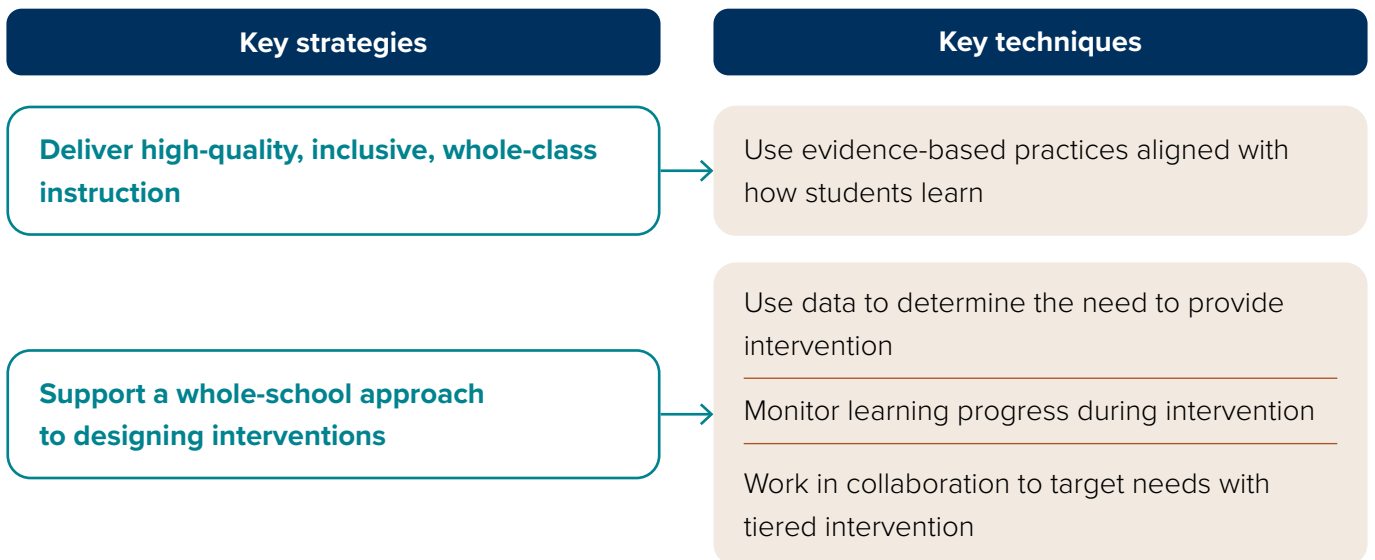 Key strategies
Key techniques
Deliver high-quality, inclusive, whole-class
instruction
Use evidence-based practices aligned with
how students learn
Support a whole-school approach
to designing interventions
Use data to determine the need to provide
intervention
Monitor learning progress during intervention
Work in collaboration to target needs with
tiered intervention